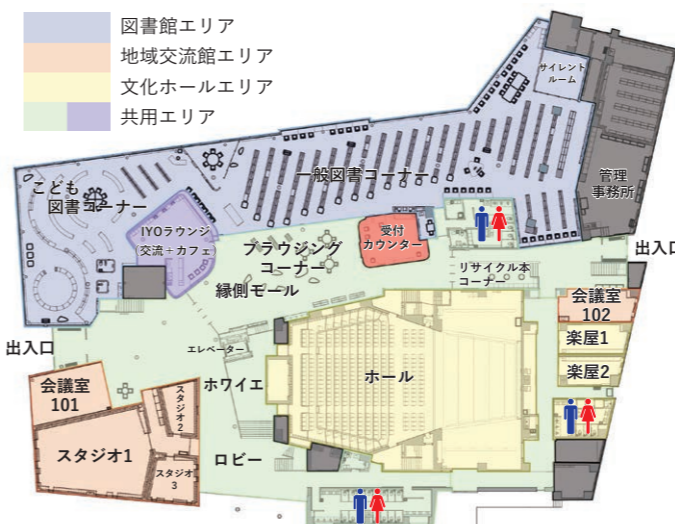 図書館エリア
地域交流館エリア
文化ホールエリア
共用エリア
サイレント
ルーム
管理
事務所
一般図書コーナー
こども
図書コーナー
IYOラウンジ
交流+カフェ
ブラウジング
コーナー
受付
カウンター
縁側モール
リサイクル本
コーナー
出入口
会議室
102
楽屋1
楽屋2
エレベーター
ホワイエ
ホール
出入口
会議室
101
スタジオ2
スタジオ1
スタジオ
3
ロビー